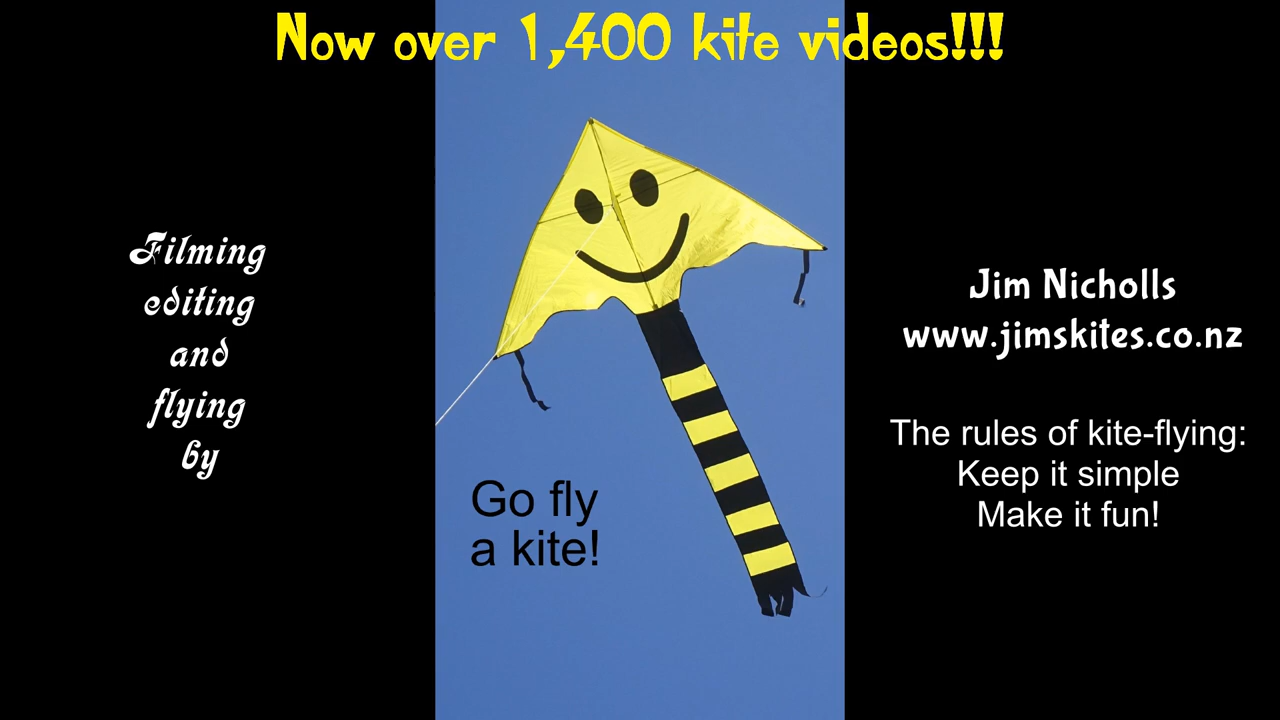 Now over 1,400 kite videos!!!
Filming
editing
and
flying
by
Go fly
a kite!
Jim Nicholls
www.jimskites.co.nz
The rules of kite-flying:
Keep it simple
Make it fun!